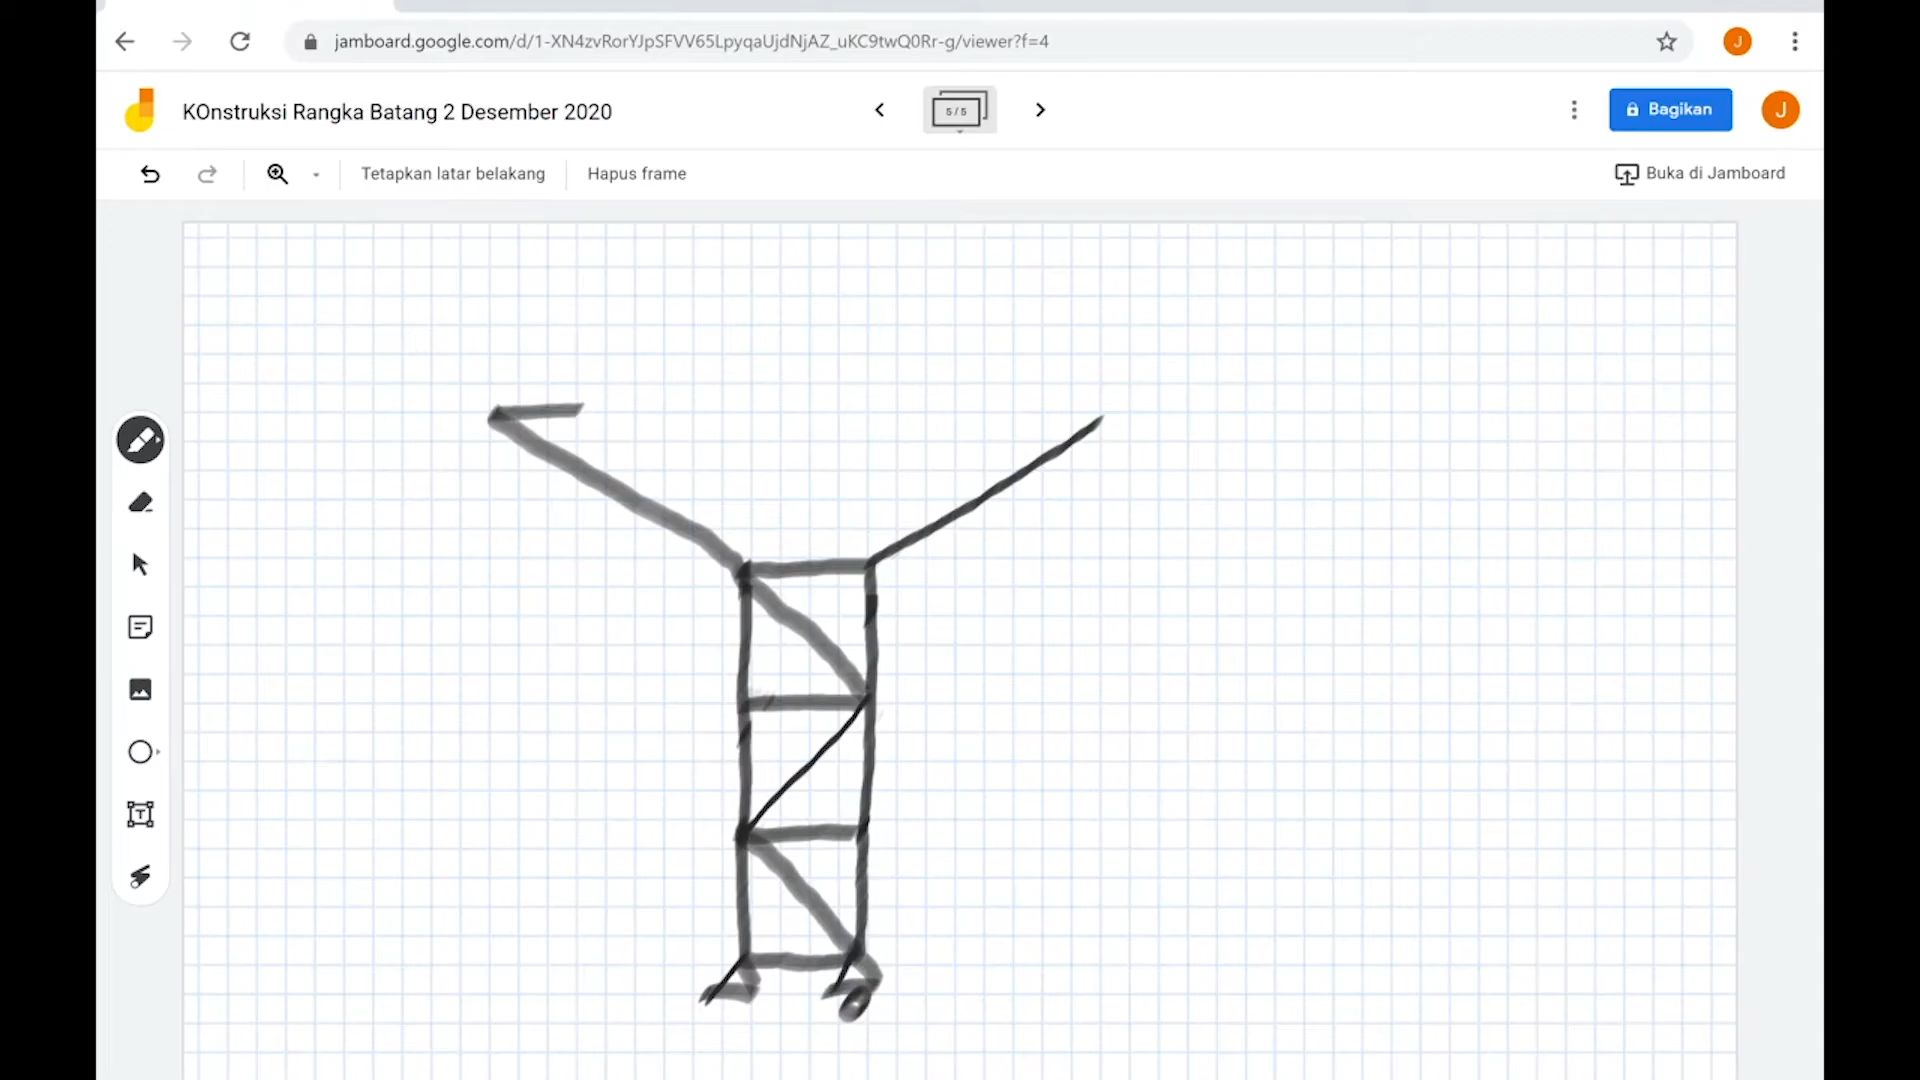 jamboard.google.com/d/1-XN4zvRorYJpSFVV65LpyqaUjdNjAZ_uKC9twQ0Rr-g/viewer?f=4
J
KOnstruksi Rangka Batang 2 Desember 2020
5 / 5
Bagikan
J
Tetapkan latar belakang
Hapus frame
Buka di Jamboard
T